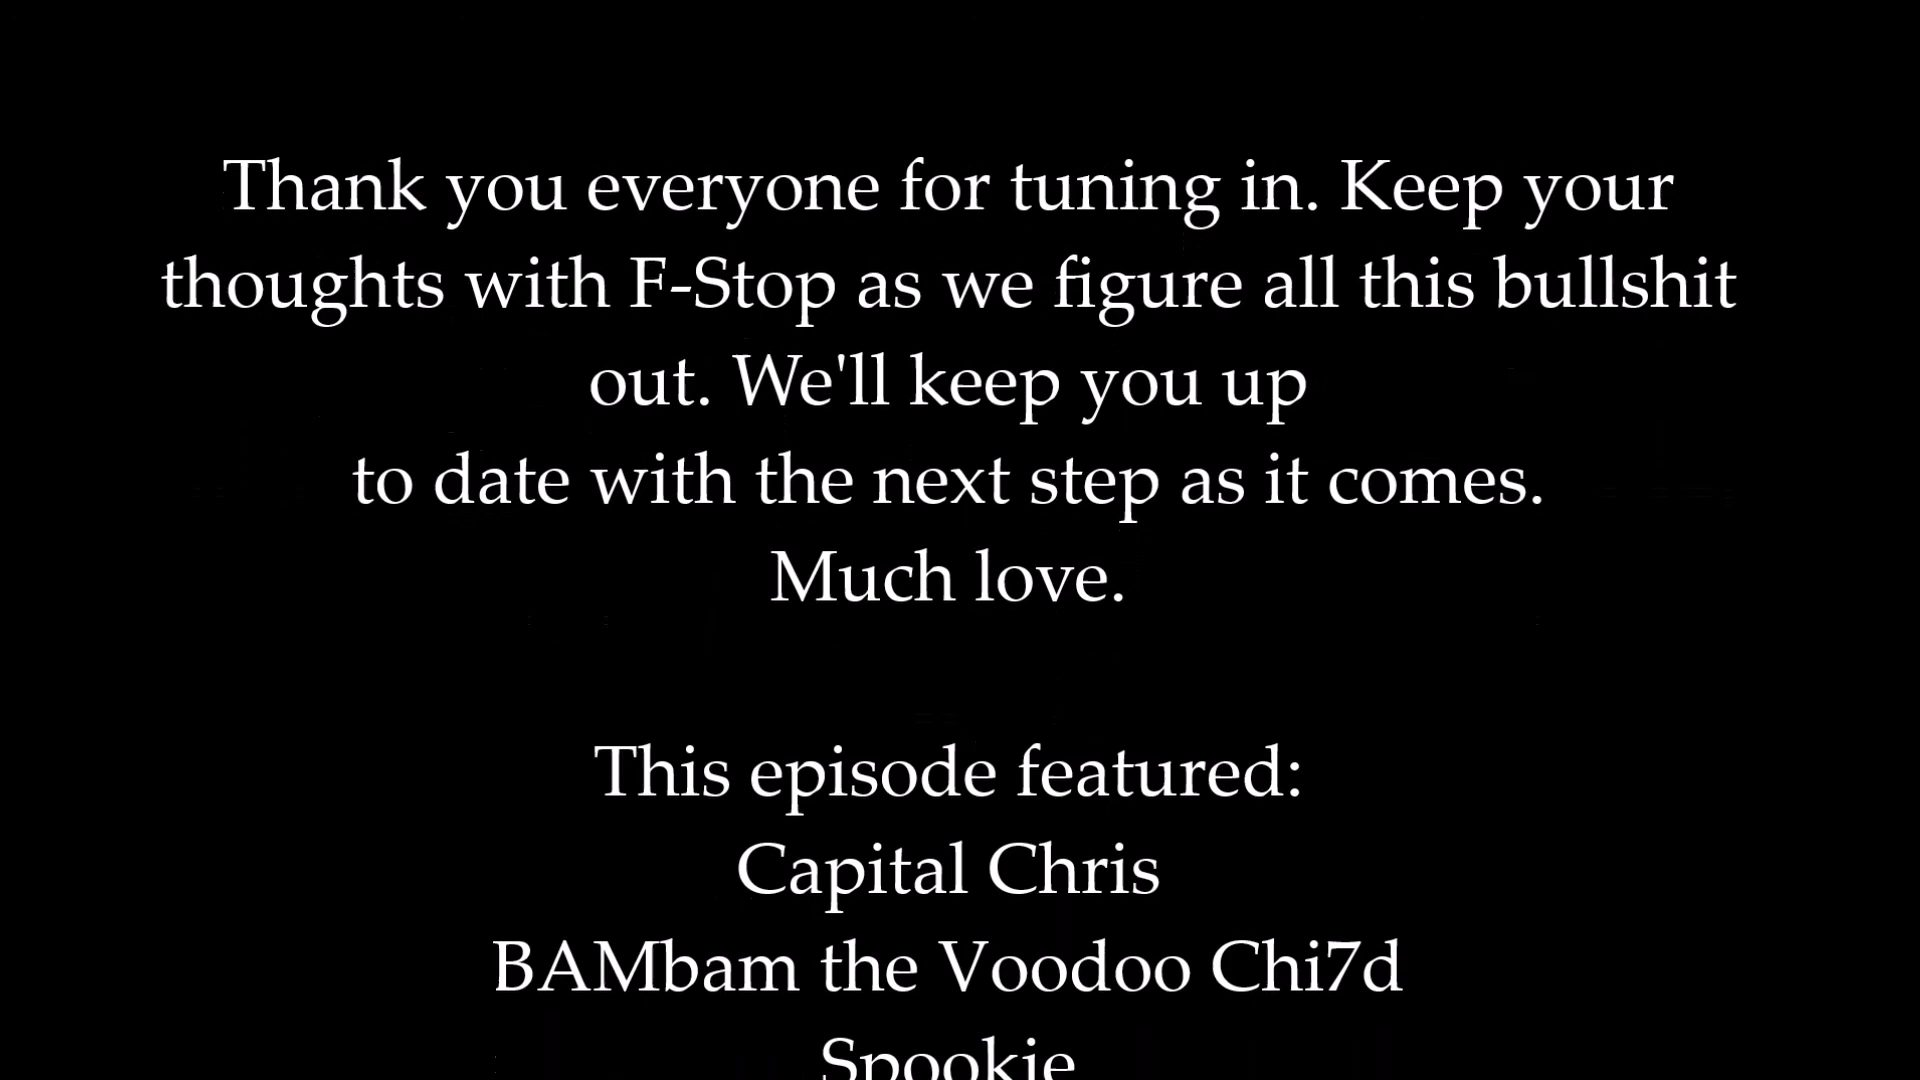 Thank you everyone for tuning in. Keep your
thoughts with F-Stop as we figure all this bullshit
out. We'll keep you up
to date with the next step as it comes.
Much love.
This episode featured:
Capital Chris
BAMbam the Voodoo Chi7d
Spookie